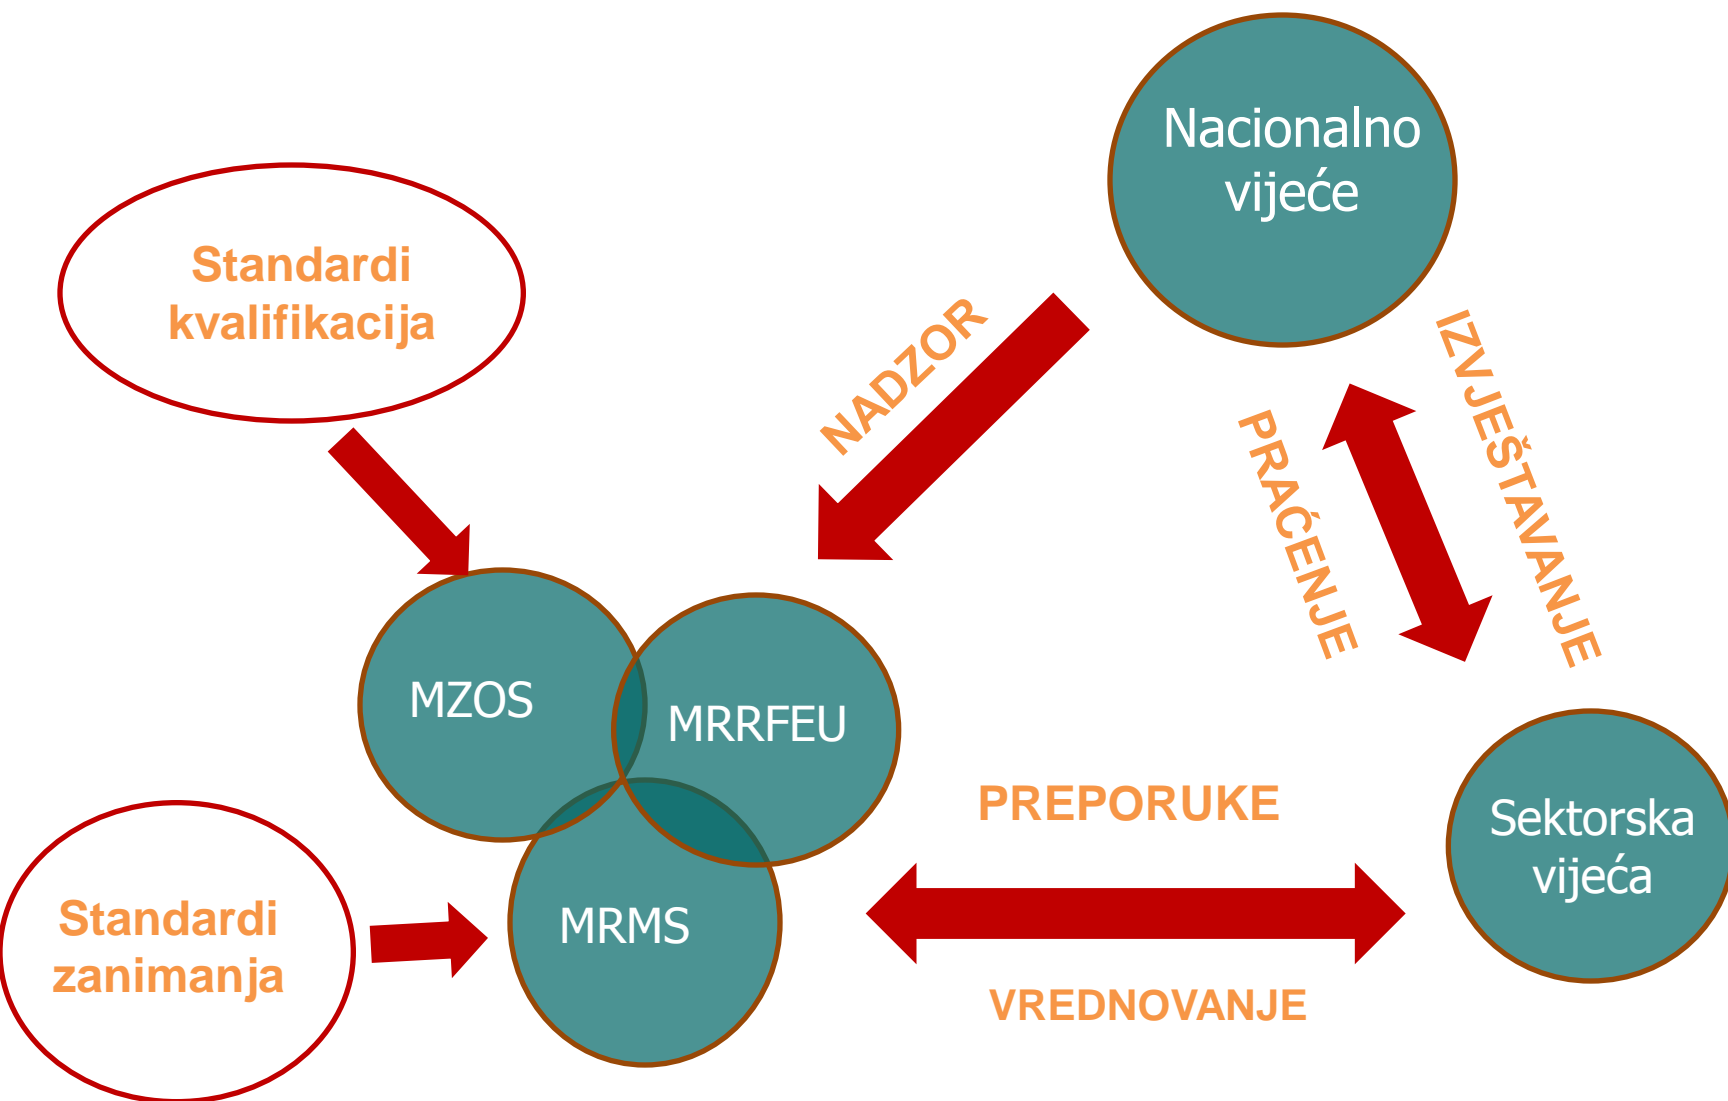 Nacionalno
vijeće
Standardi
kvalifikacija
NADZOR
IZVJEŠTAVANJE
PRAĆENJE
MZOS
MRRFEU
PREPORUKE
Sektorska
vijeća
Standardi
zanimanja
MRMS
VREDNOVANJE